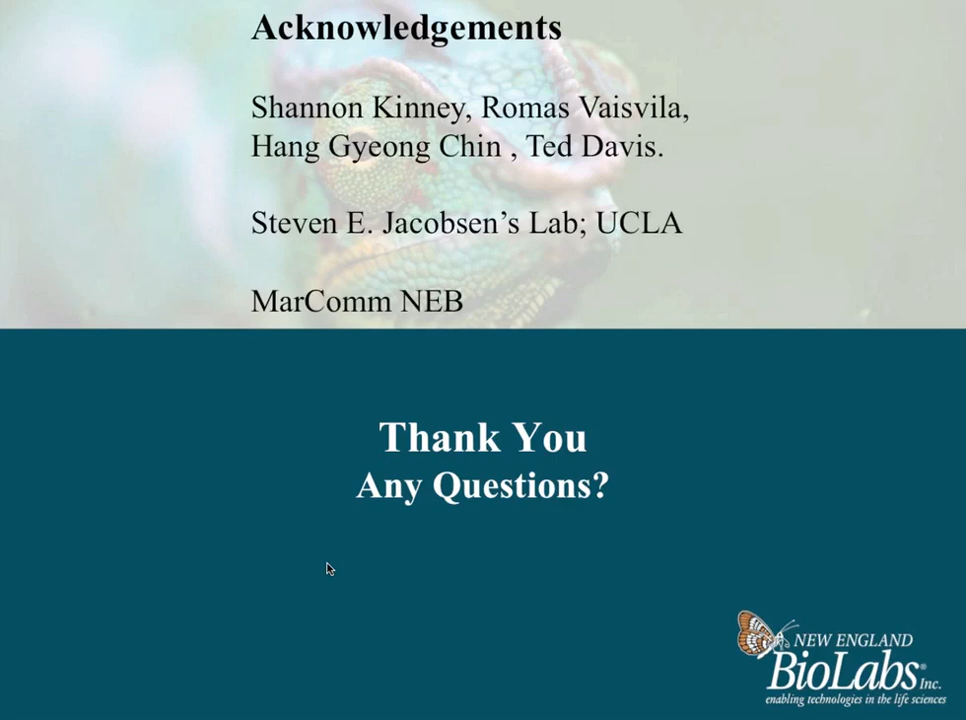 Acknowledgements
Shannon Kinney, Romas Vaisvila,
Hang Gyeong Chin , Ted Davis.
Steven E. Jacobsen’s Lab; UCLA
MarComm NEB
Thank You
Any Questions?
NEW ENGLAND
BioLabs® Inc.
enabling technologies in the life sciences